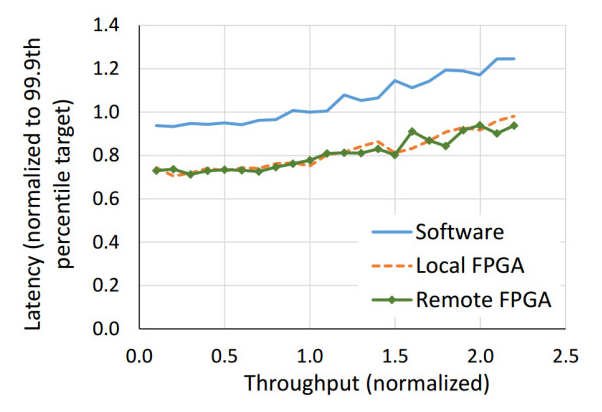 1.4
1.2
1.0
0.8
0.6
0.4
0.2
0.0
Latency (normalized to 99.9th
percentile target)
Software
Local FPGA
Remote FPGA
0.0 0.5 1.0 1.5 2.0 2.5
Throughput (normalized)